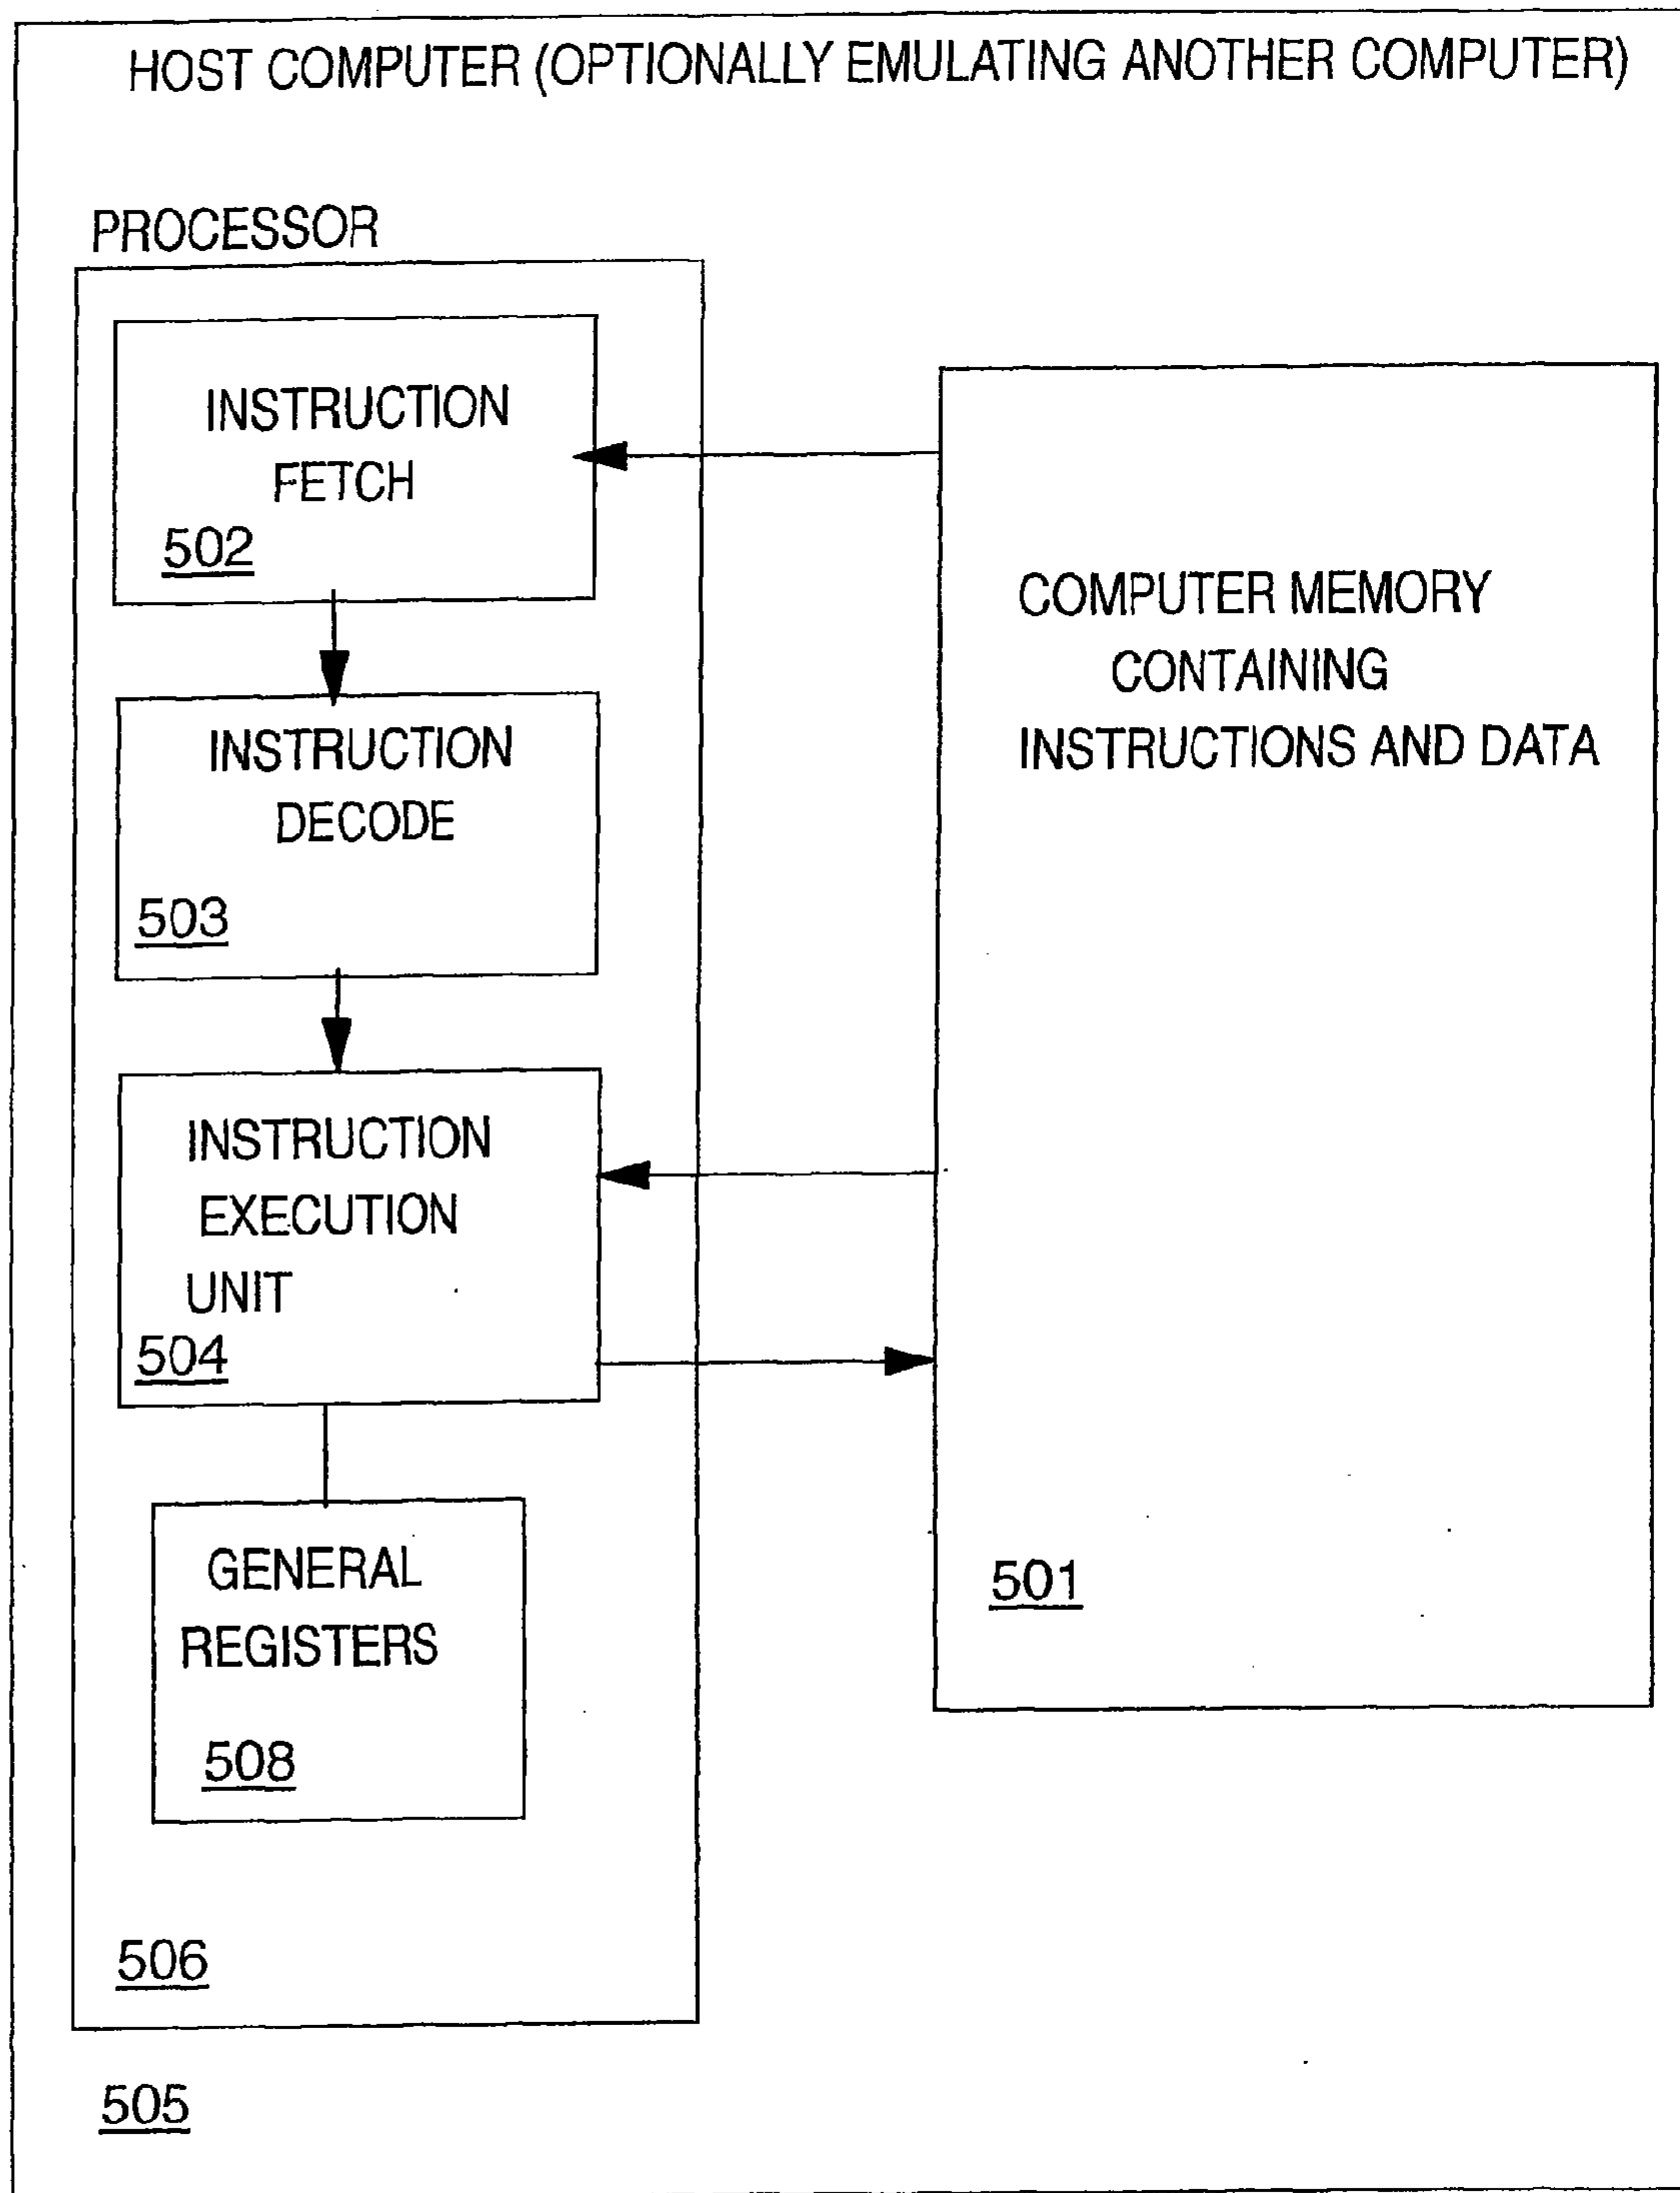 HOST COMPUTER (OPTIONALLY EMULATING ANOTHER COMPUTER)
PROCESSOR
INSTRUCTION
FETCH
502
INSTRUCTION
DECODE
503
INSTRUCTION
EXECUTION
UNIT
504
GENERAL
REGISTERS
508
506
505
COMPUTER MEMORY
CONTAINING
INSTRUCTIONS AND DATA
501